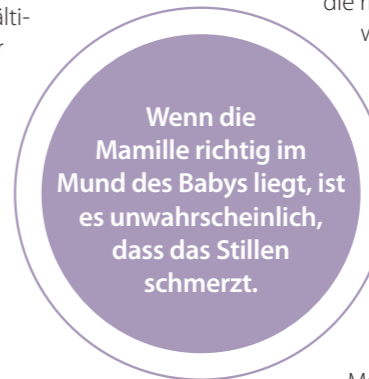 Wenn die
Mamille richtig im
Mund des Babys liegt, ist
es unwahrscheinlich,
dass das Stillen
schmerzt.